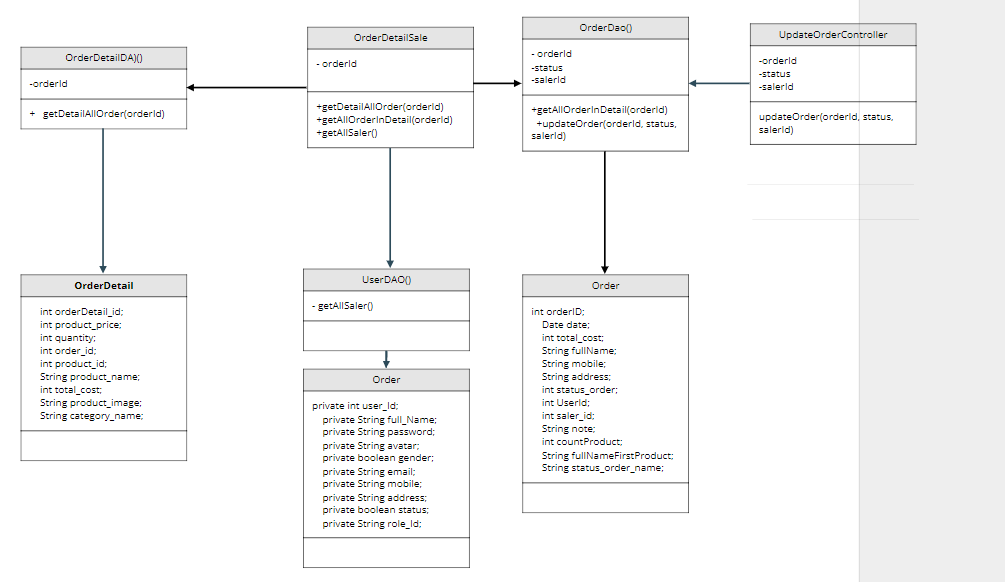 OrderDetailDA)()
-orderId
+ getDetailAllOrder(orderId)
OrderDetailSale
- orderId
+getDetailAllOrder(orderId)
+getAllOrderInDetail(orderId)
+getAllSaler()
OrderDao()
- orderId
-status
-salerId
+getAllOrderInDetail(orderId)
+updateOrder(orderId, status,
salerId)
UpdateOrderController
-orderId
-status
-salerId
updateOrder(orderId, status,
salerId)
OrderDetail
int orderDetail_id;
int product_price;
int quantity;
int order_id;
int product_id;
String product_name;
int total_cost;
String product_image;
String category_name;
UserDAO()
- getAllSaler()
Order
private int user_Id;
private String full_Name;
private String password;
private String avatar;
private boolean gender;
private String email;
private String mobile;
private String address;
private boolean status;
private String role_Id;
Order
int orderID;
Date date;
int total_cost;
String fullName;
String mobile;
String address;
int status_order;
int UserId;
int saler_id;
String note;
int countProduct;
String fullNameFirstProduct;
String status_order_name;